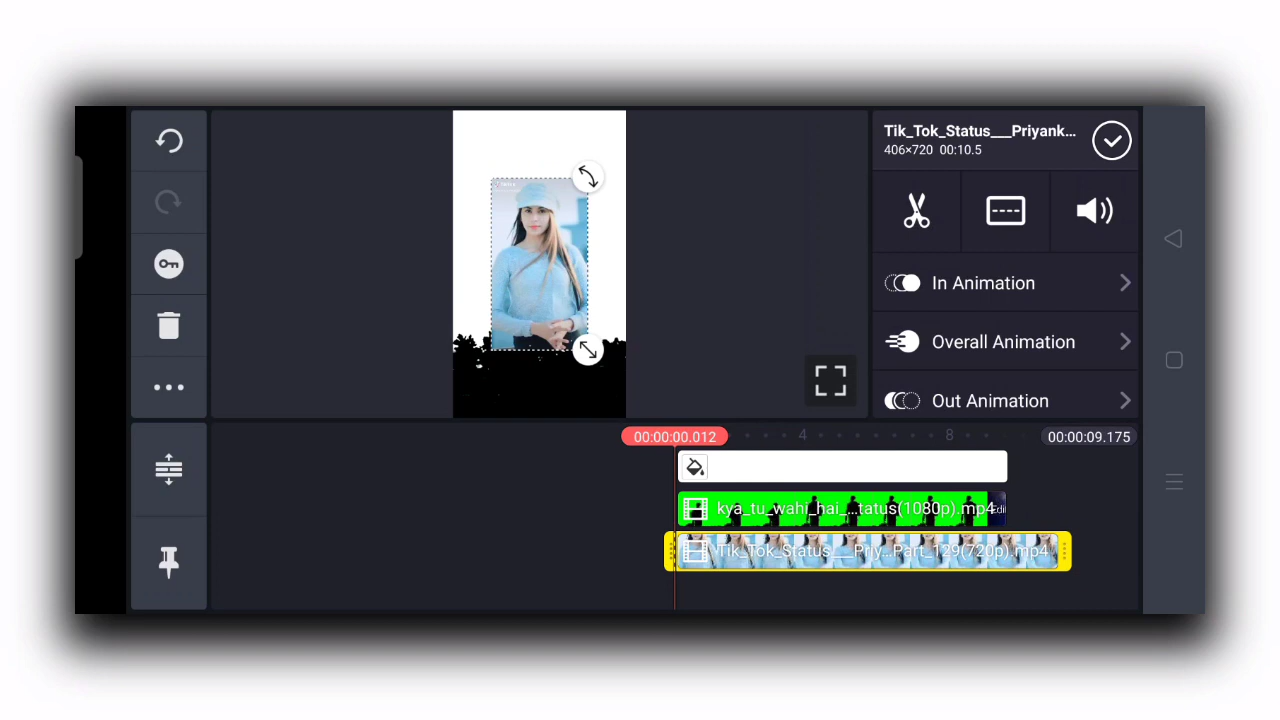 Tik_Tok_Status___Priyank...
406×720 00:10.5
In Animation
Overall Animation
Out Animation
00:00:00.012
4
8
00:00:09.175
kya_tu_wahi_hai_...tatus(1080p).mp4
Tik_Tok_Status___Priy...Part_129(720p).mp4